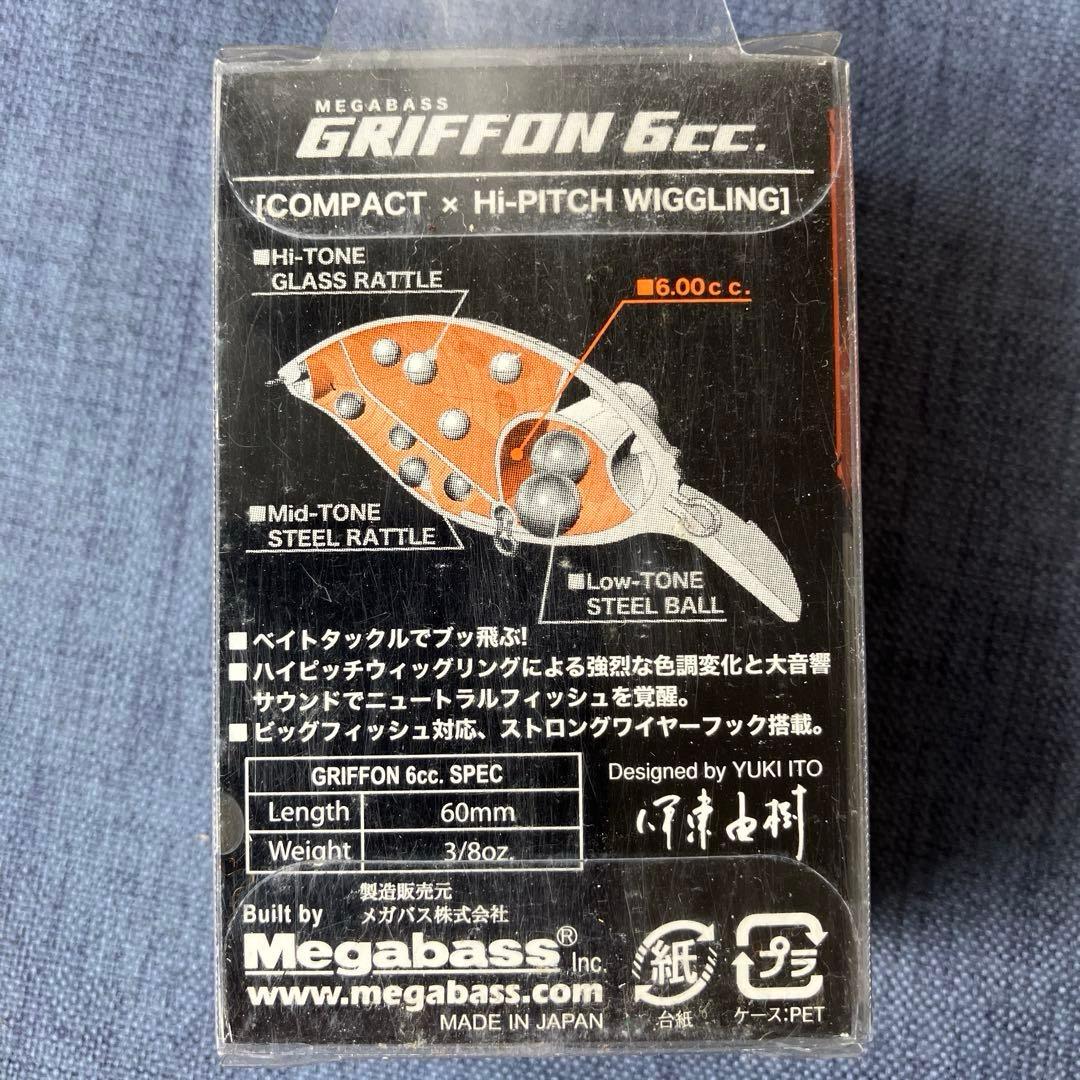 MEGABASS
GRIFFON 6cc.
[COMPACT × Hi-PITCH WIGGLING]
■Hi-TONE
GLASS RATTLE
■6.00c c.
■Mid-TONE
STEEL RATTLE
■Low-TONE
STEEL BALL
■ベイトタックルでブッ飛ぶ!
■ハイピッチウィッグリングによる強烈な色調変化と大音響
サウンドでニュートラルフィッシュを覚醒。
■ビッグフィッシュ対応、ストロングワイヤーフック搭載。
GRIFFON 6cc. SPEC
Length 60mm
Weight 3/8oz.
Designed by YUKI ITO
伊東由樹
製造販売元
Built by メガバス株式会社
Megabass® Inc.
www.megabass.com
MADE IN JAPAN
紙
台紙
プラ
ケース:PET